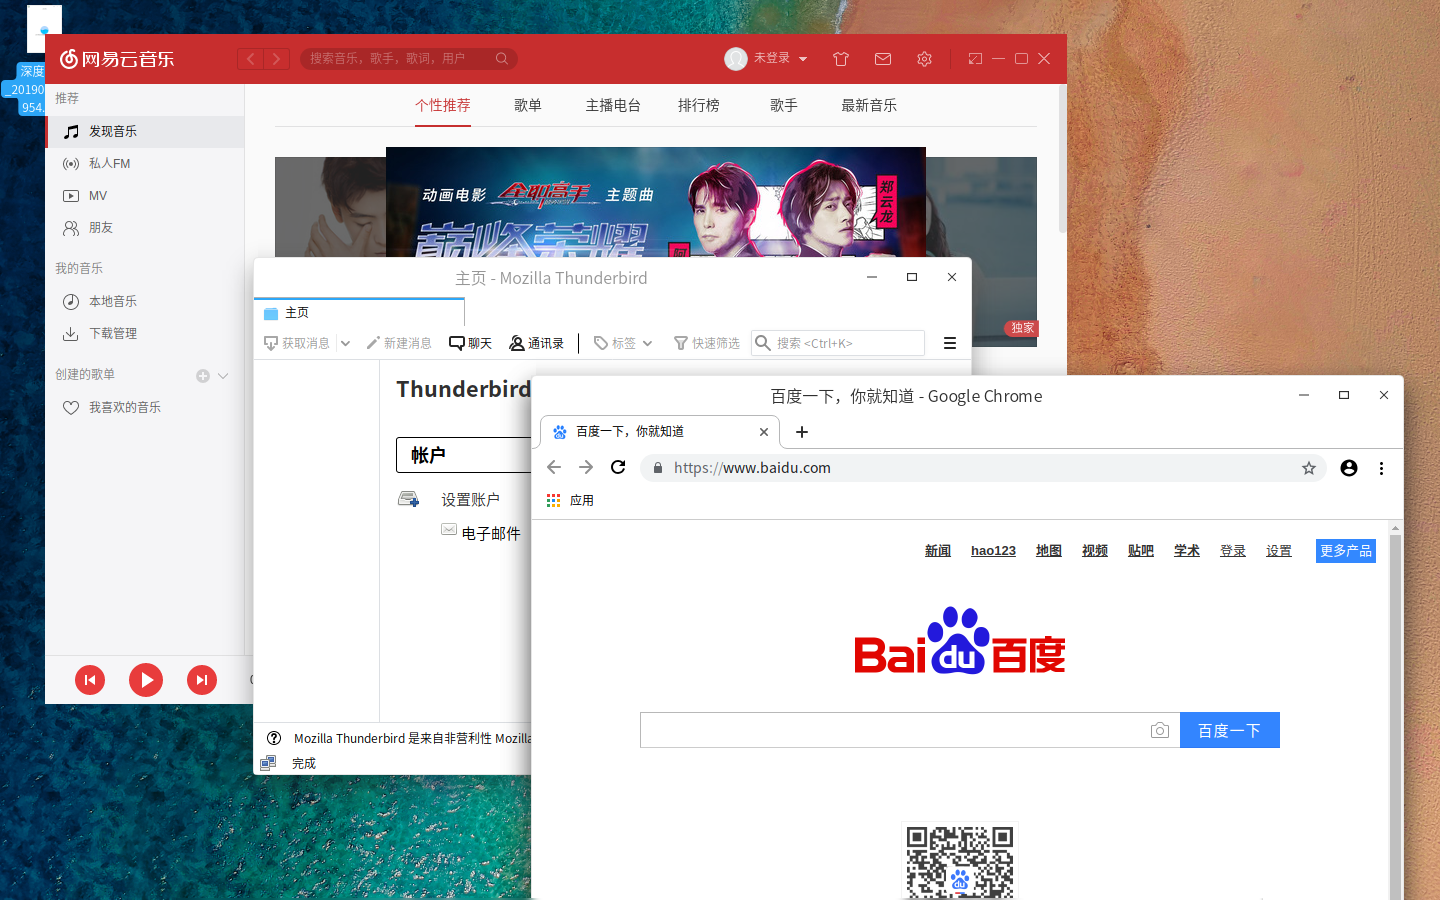 深度
_20190
954.
网易云音乐
搜索音乐，歌手，歌词，用户
未登录
推荐
发现音乐
私人FM
MV
朋友
我的音乐
本地音乐
下载管理
创建的歌单
我喜欢的音乐
个性推荐 歌单 主播电台 排行榜 歌手 最新音乐
动画电影 全职高手 主题曲
巅峰荣耀
郑云龙
阿
独家
主页 - Mozilla Thunderbird
主页
获取消息 新建消息 聊天 通讯录 标签 快速筛选 搜索 <Ctrl+K>
Thunderbird
帐户
设置账户
电子邮件
Mozilla Thunderbird 是来自非营利性 Mozilla
完成
百度一下，你就知道 - Google Chrome
百度一下，你就知道
https://www.baidu.com
应用
新闻 hao123 地图 视频 贴吧 学术 登录 设置 更多产品
Baidu百度
百度一下
du